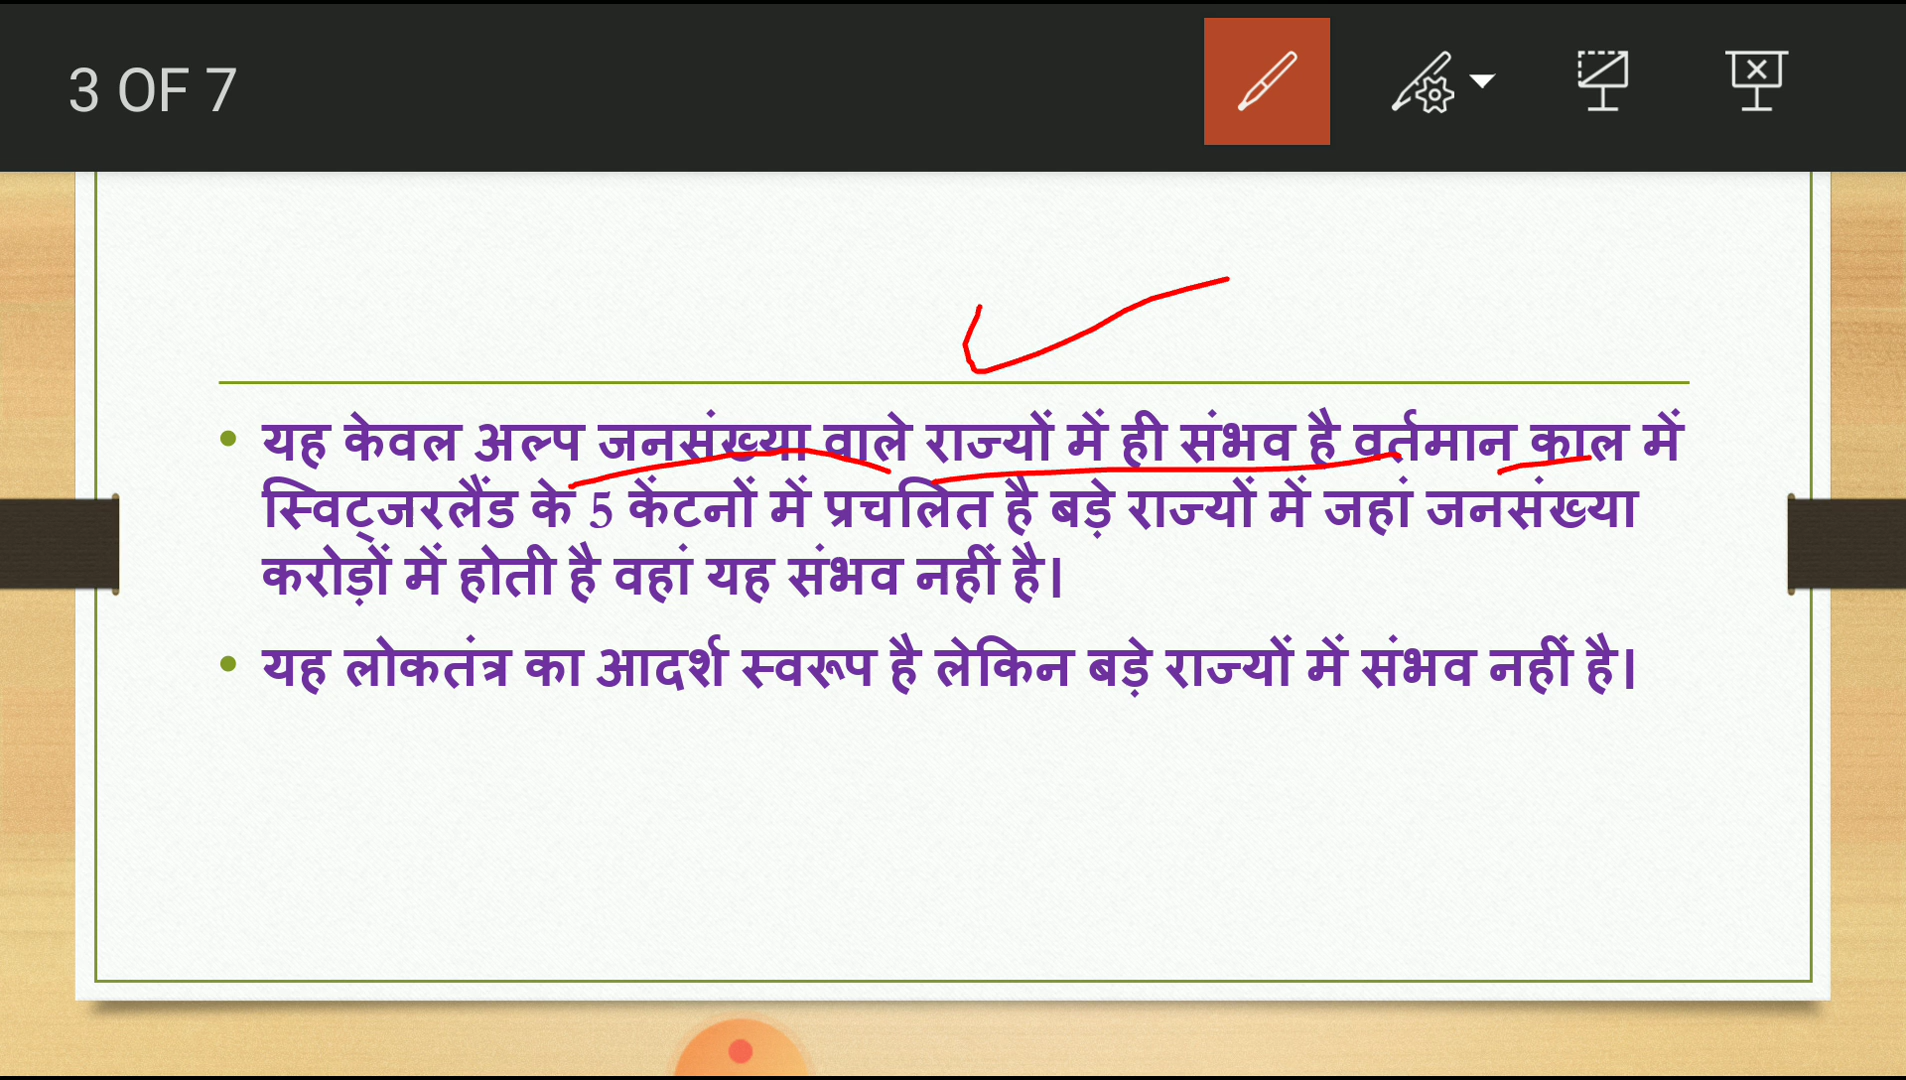 3 OF 7
• यह केवल अल्प जनसंख्या वाले राज्यों में ही संभव है वर्तमान काल में
स्विट्जरलैंड के 5 केंटनों में प्रचलित है बड़े राज्यों में जहां जनसंख्या
करोड़ों में होती है वहां यह संभव नहीं है।
• यह लोकतंत्र का आदर्श स्वरूप है लेकिन बड़े राज्यों में संभव नहीं है।